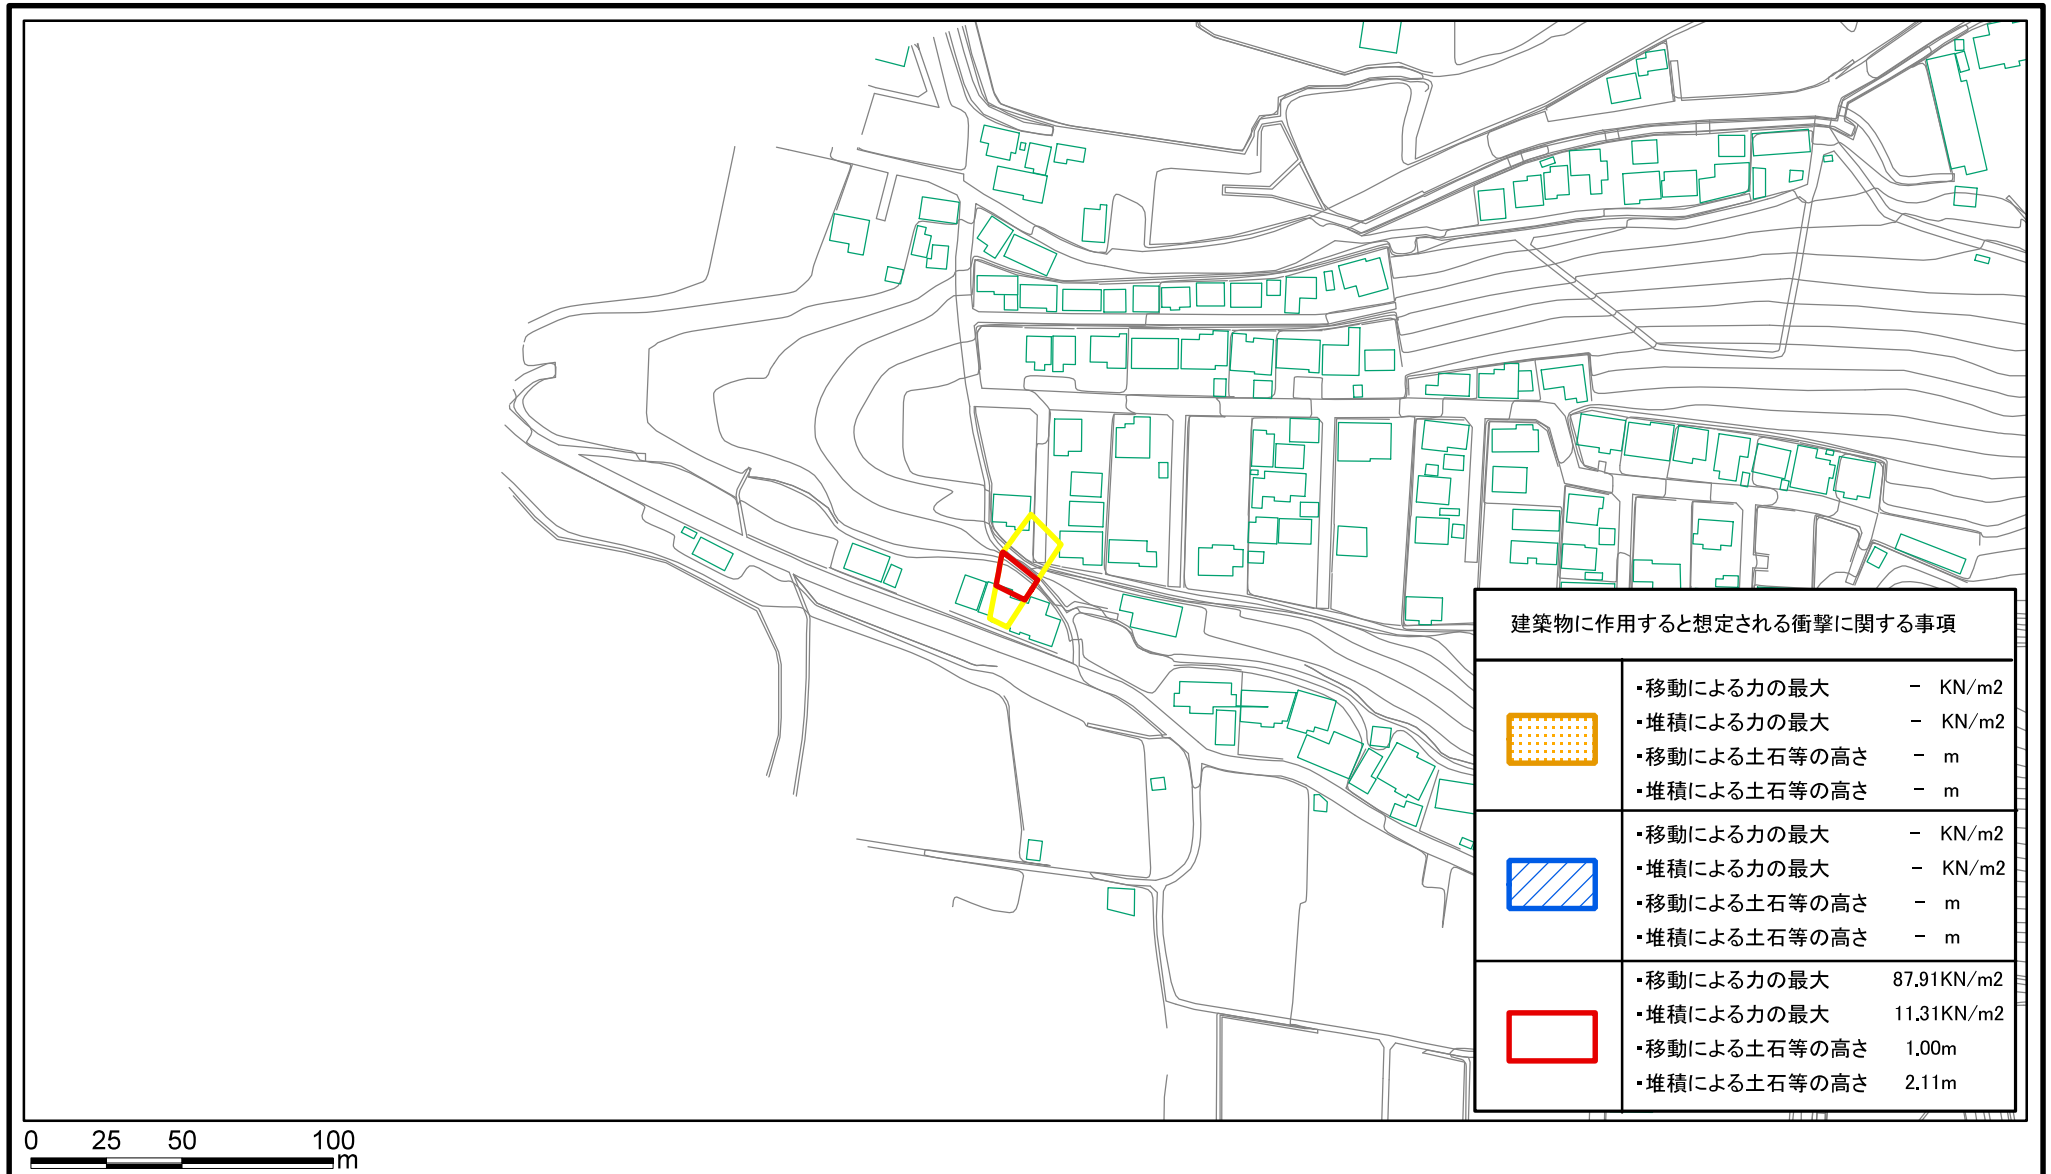 建築物に作用すると想定される衝撃に関する事項
・移動による力の最大 － KN/m2
・堆積による力の最大 － KN/m2
・移動による土石等の高さ － m
・堆積による土石等の高さ － m
・移動による力の最大 － KN/m2
・堆積による力の最大 － KN/m2
・移動による土石等の高さ － m
・堆積による土石等の高さ － m
・移動による力の最大 87.91KN/m2
・堆積による力の最大 11.31KN/m2
・移動による土石等の高さ 1.00m
・堆積による土石等の高さ 2.11m
0 25 50 100
m